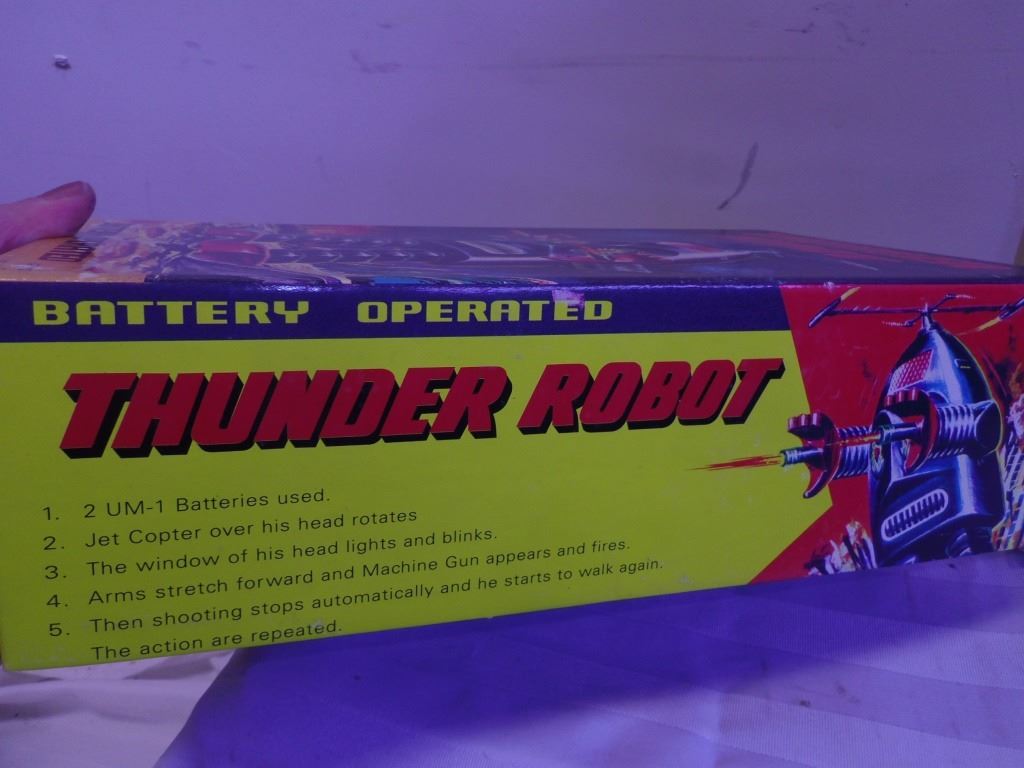 BATTERY OPERATED
THUNDER ROBOT
1. 2 UM-1 Batteries used.
2. Jet Copter over his head rotates
3. The window of his head lights and blinks.
4. Arms stretch forward and Machine Gun appears and fires.
5. Then shooting stops automatically and he starts to walk again.
The action are repeated.